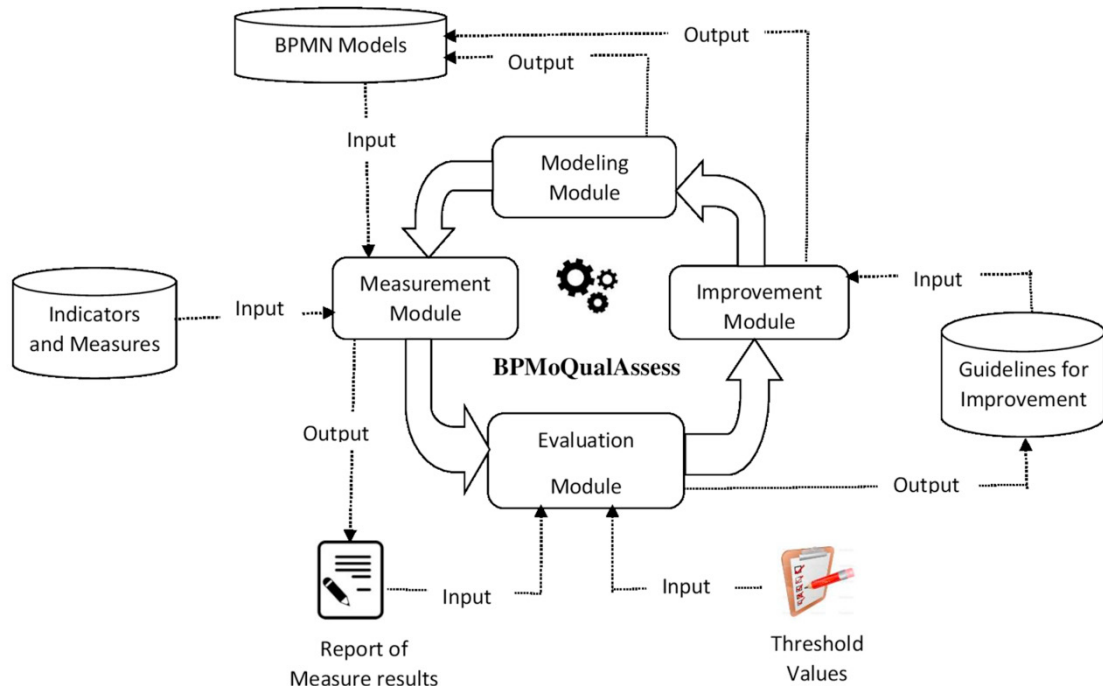 BPMN Models
Output
Output
Input
Modeling
Module
Measurement
Module
Improvement
Module
Input
Indicators
and Measures
Input
BPMoQualAssess
Guidelines for
Improvement
Output
Evaluation
Module
Output
Input
Input
Report of
Measure results
Threshold
Values